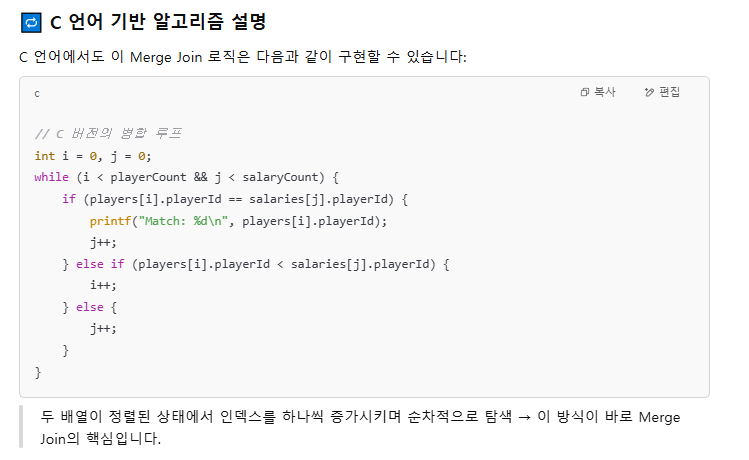 🔁 C 언어 기반 알고리즘 설명
C 언어에서도 이 Merge Join 로직은 다음과 같이 구현할 수 있습니다:
c 복사 편집
// C 버전의 병합 루프
int i = 0, j = 0;
while (i < playerCount && j < salaryCount) {
    if (players[i].playerId == salaries[j].playerId) {
        printf("Match: %d\n", players[i].playerId);
        j++;
    } else if (players[i].playerId < salaries[j].playerId) {
        i++;
    } else {
        j++;
    }
}
두 배열이 정렬된 상태에서 인덱스를 하나씩 증가시키며 순차적으로 탐색 → 이 방식이 바로 Merge
Join의 핵심입니다.